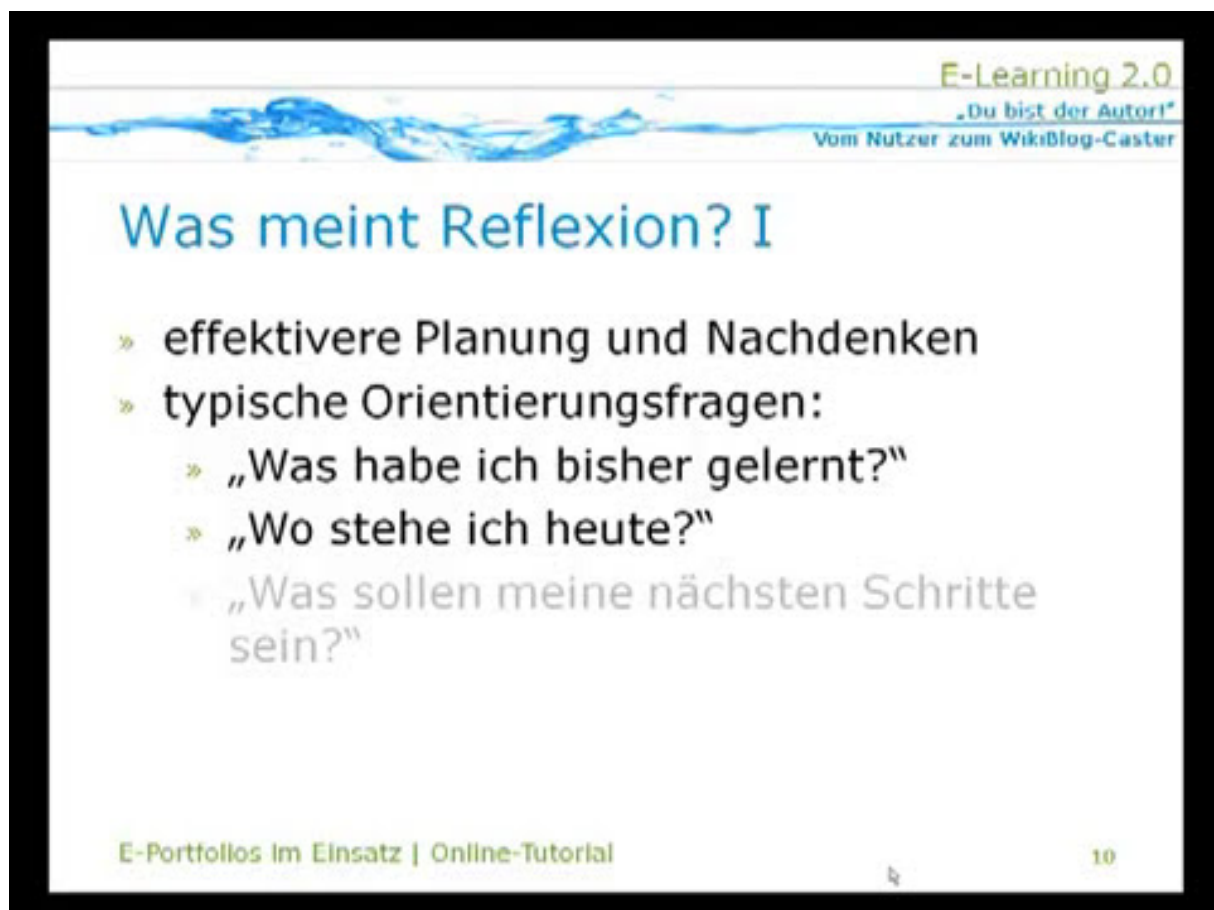 E-Learning 2.0
„Du bist der Autor!“
Vom Nutzer zum WikiBlog-Caster
Was meint Reflexion? I
» effektivere Planung und Nachdenken
» typische Orientierungsfragen:
» „Was habe ich bisher gelernt?“
» „Wo stehe ich heute?“
» „Was sollen meine nächsten Schritte
sein?“
E-Portfolios im Einsatz | Online-Tutorial
10